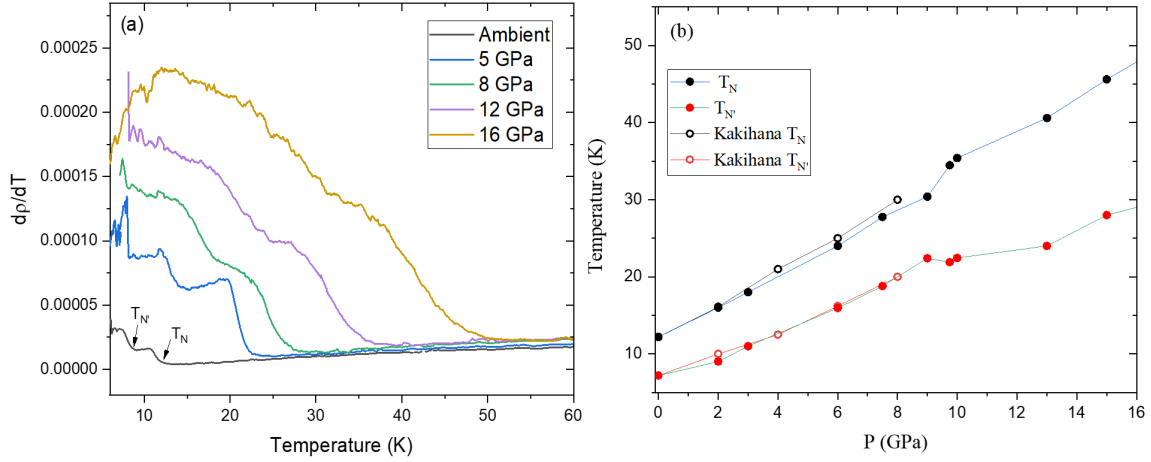 (a)
Ambient
5 GPa
8 GPa
12 GPa
16 GPa
0.00025
0.00020
0.00015
0.00010
0.00005
0.00000
dρ/dT
T_N'
T_N
10
20
30
40
50
60
Temperature (K)
(b)
T_N
T_N'
Kakihana T_N
Kakihana T_N'
50
40
30
20
10
Temperature (K)
0
2
4
6
8
10
12
14
16
P (GPa)